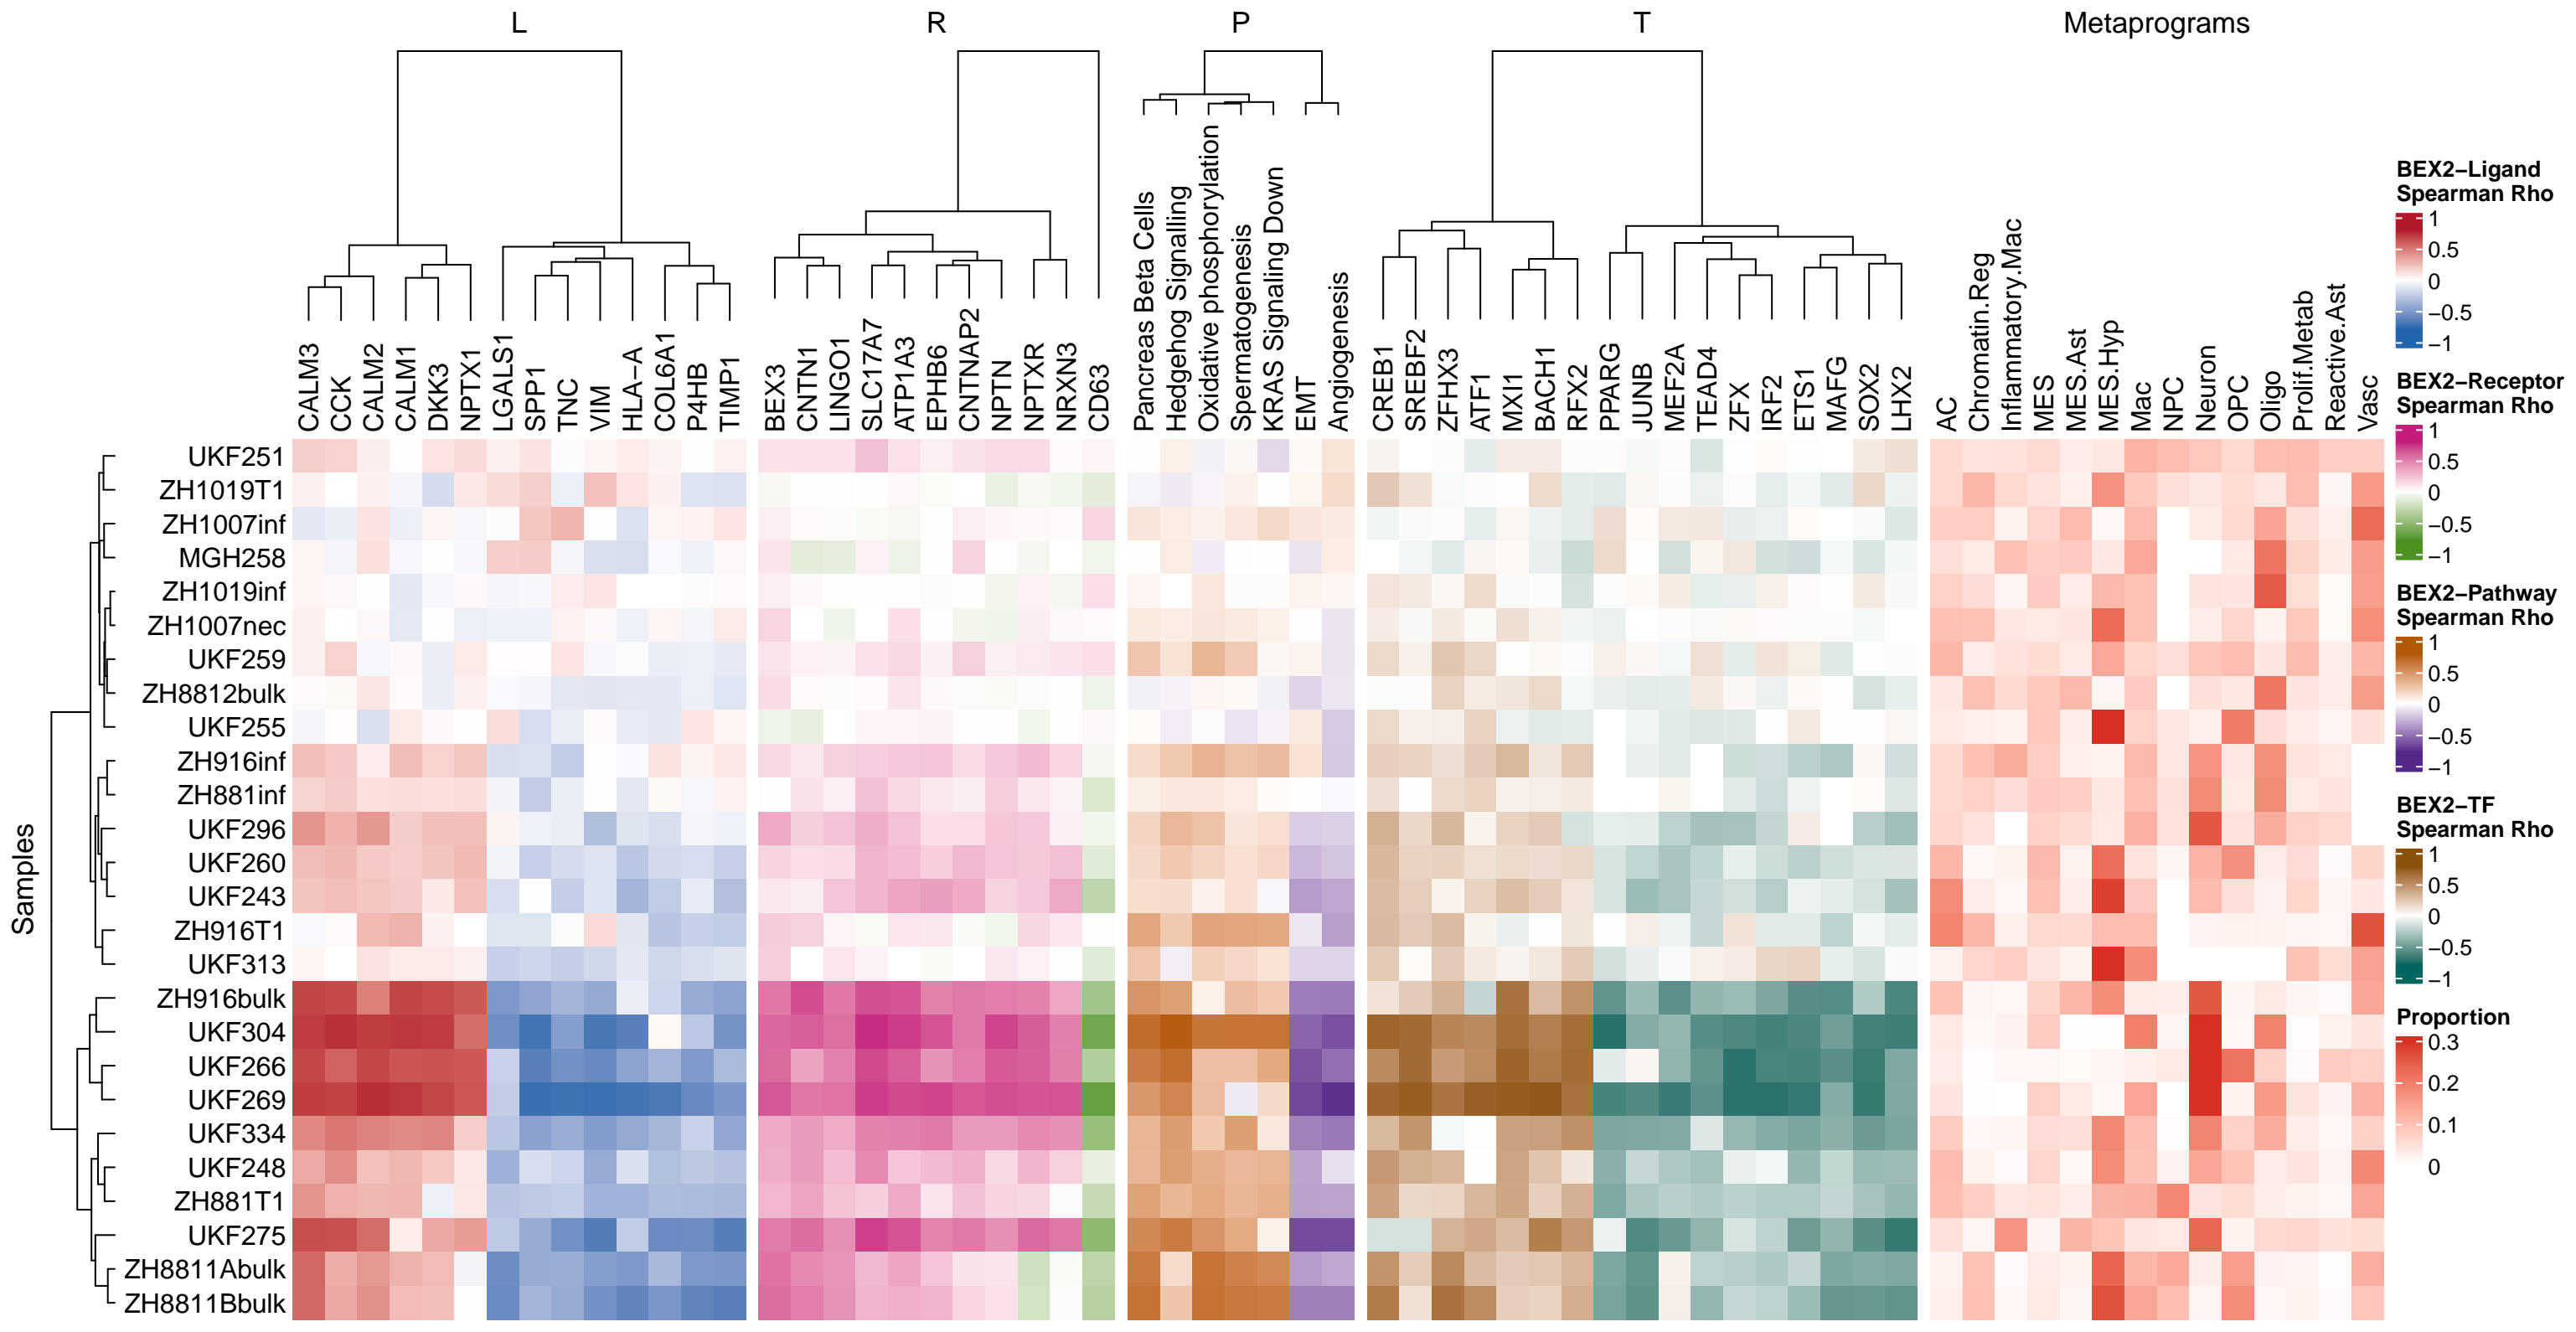 L
R
P
T
Metaprograms
CALM3
CCK
CALM2
CALM1
DKK3
NPTX1
LGALS1
SPP1
TNC
VIM
HLA−A
COL6A1
P4HB
TIMP1
BEX3
CNTN1
LINGO1
SLC17A7
ATP1A3
EPHB6
CNTNAP2
NPTN
NPTXR
NRXN3
CD63
Pancreas Beta Cells
Hedgehog Signalling
Oxidative phosphorylation
Spermatogenesis
KRAS Signaling Down
EMT
Angiogenesis
CREB1
SREBF2
ZFHX3
ATF1
MXI1
BACH1
RFX2
PPARG
JUNB
MEF2A
TEAD4
ZFX
IRF2
ETS1
MAFG
SOX2
LHX2
AC
Chromatin.Reg
Inflammatory.Mac
MES
MES.Ast
MES.Hyp
Mac
NPC
Neuron
OPC
Oligo
Prolif.Metab
Reactive.Ast
Vasc
Samples
UKF251
ZH1019T1
ZH1007inf
MGH258
ZH1019inf
ZH1007nec
UKF259
ZH8812bulk
UKF255
ZH916inf
ZH881inf
UKF296
UKF260
UKF243
ZH916T1
UKF313
ZH916bulk
UKF304
UKF266
UKF269
UKF334
UKF248
ZH881T1
UKF275
ZH8811Abulk
ZH8811Bbulk
BEX2−Ligand
Spearman Rho
1
0.5
0
−0.5
−1
BEX2−Receptor
Spearman Rho
1
0.5
0
−0.5
−1
BEX2−Pathway
Spearman Rho
1
0.5
0
−0.5
−1
BEX2−TF
Spearman Rho
1
0.5
0
−0.5
−1
Proportion
0.3
0.2
0.1
0